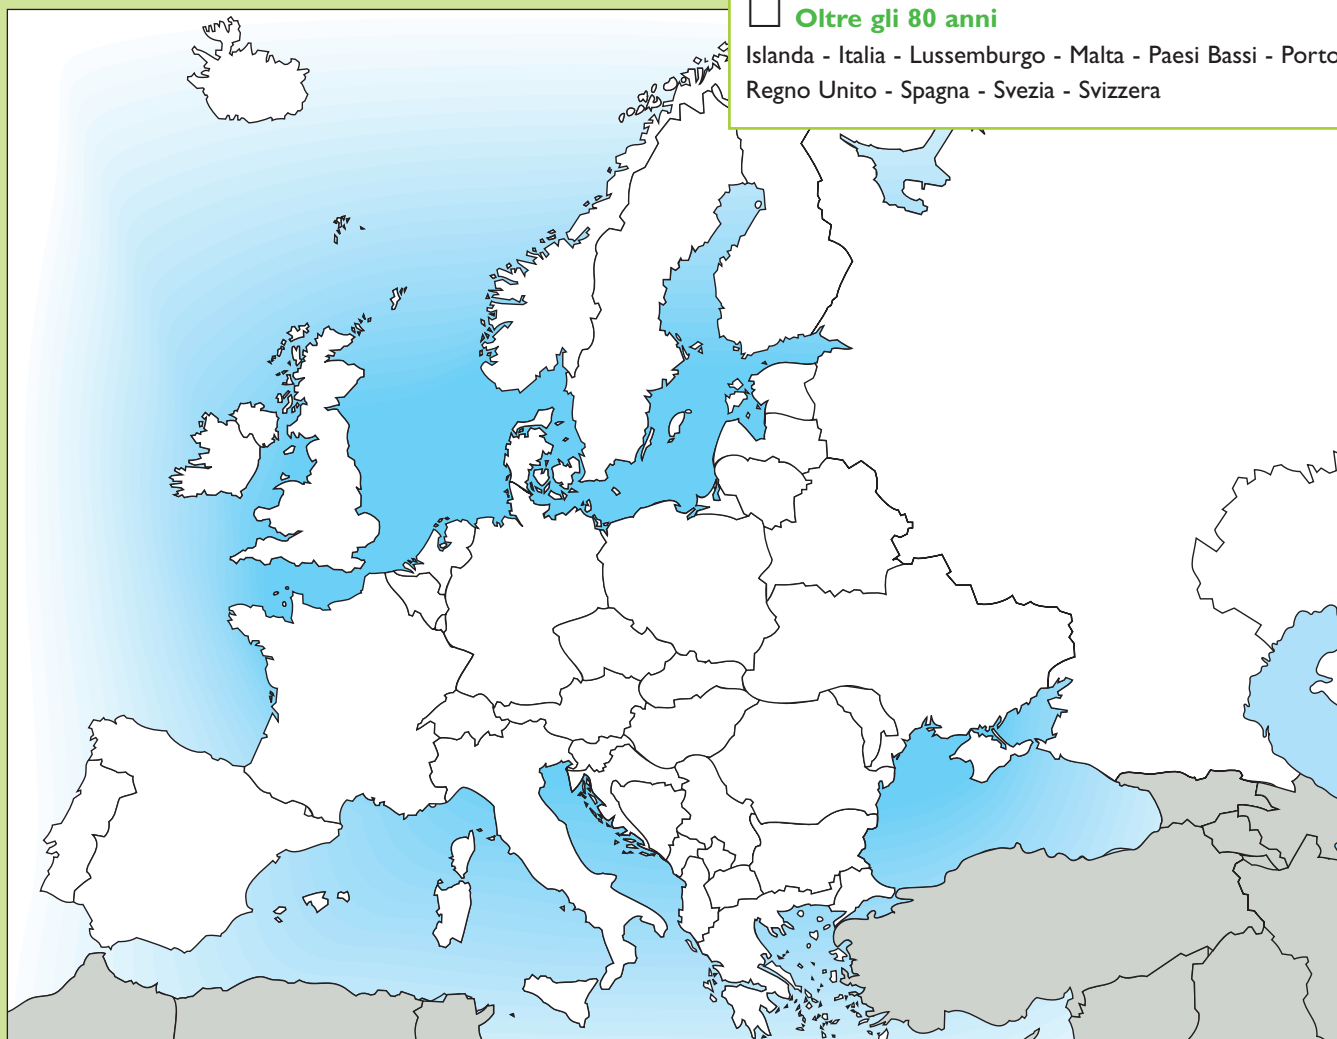 Oltre gli 80 anni
Islanda - Italia - Lussemburgo - Malta - Paesi Bassi - Porto
Regno Unito - Spagna - Svezia - Svizzera